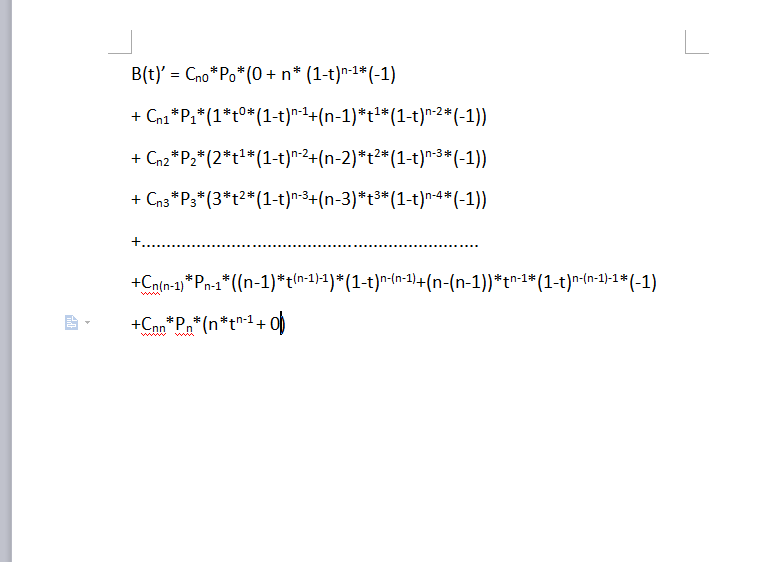 B(t)′ = Cₙ₀*P₀*(0 + n* (1-t)ⁿ⁻¹*(-1)
+ Cₙ₁*P₁*(1*t⁰*(1-t)ⁿ⁻¹+(n-1)*t¹*(1-t)ⁿ⁻²*(-1))
+ Cₙ₂*P₂*(2*t¹*(1-t)ⁿ⁻²+(n-2)*t²*(1-t)ⁿ⁻³*(-1))
+ Cₙ₃*P₃*(3*t²*(1-t)ⁿ⁻³+(n-3)*t³*(1-t)ⁿ⁻⁴*(-1))
+...................................................................
+Cₙ₍ₙ₋₁₎*Pₙ₋₁*((n-1)*t⁽ⁿ⁻¹⁾⁻¹)*(1-t)ⁿ⁻⁽ⁿ⁻¹⁾+(n-(n-1))*tⁿ⁻¹*(1-t)ⁿ⁻⁽ⁿ⁻¹⁾⁻¹*(-1)
+Cₙₙ*Pₙ*(n*tⁿ⁻¹ + 0)